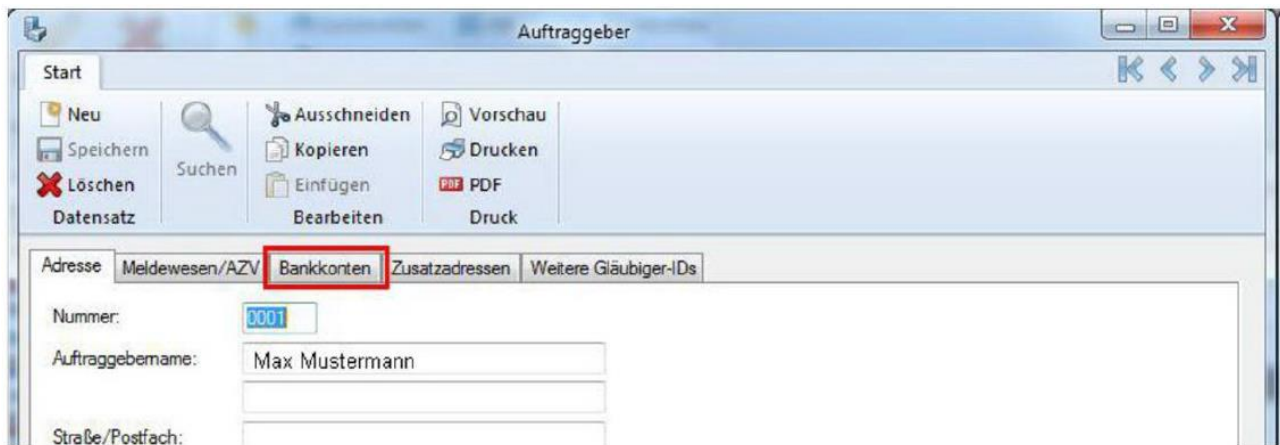 Auftraggeber
Start
Neu
Speichern
Löschen
Datensatz
Suchen
Ausschneiden
Kopieren
Einfügen
Bearbeiten
Vorschau
Drucken
PDF PDF
Druck
Adresse Meldewesen/AZV Bankkonten Zusatzadressen Weitere Gläubiger-IDs
Nummer: 0001
Auftraggebername: Max Mustermann
Straße/Postfach: